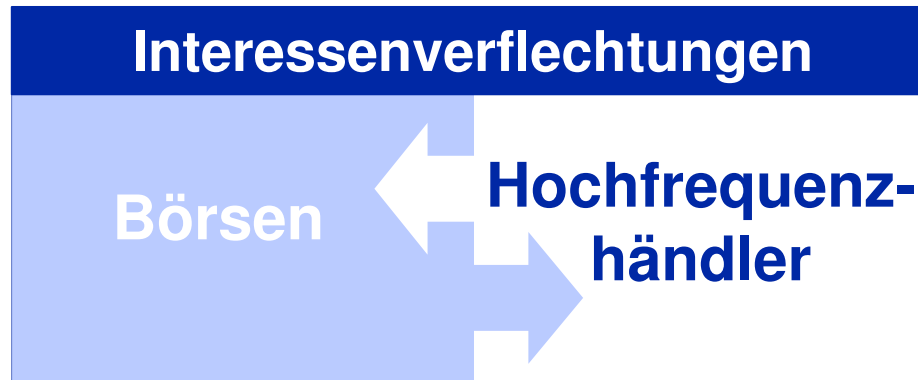 Interessenverflechtungen
Börsen
Hochfrequenz-
händler